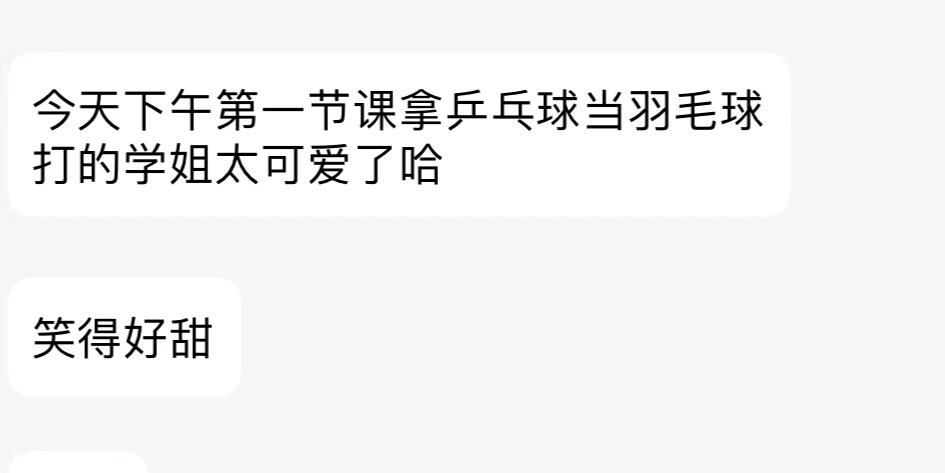 今天下午第一节课拿乒乓球当羽毛球
打的学姐太可爱了哈
笑得好甜